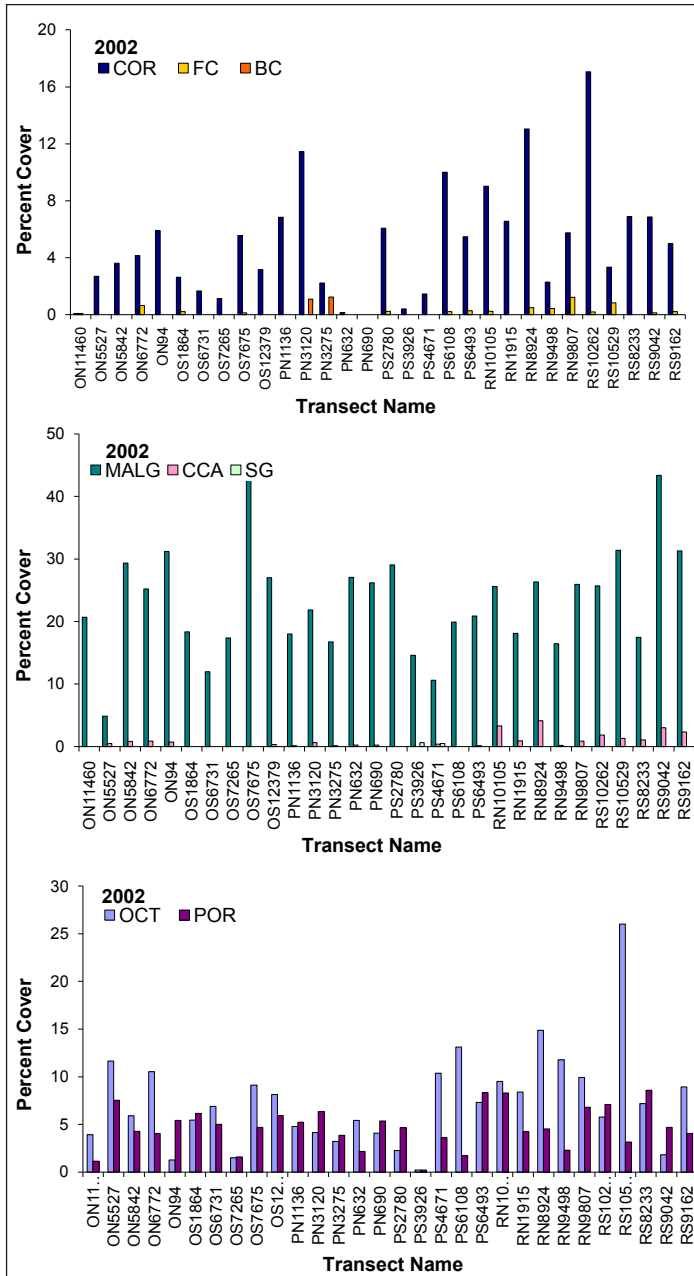 2002
COR FC BC
20
16
12
8
4
0
Percent Cover
ON11460 ON5527 ON5842 ON6772 ON94 OS1864 OS6731 OS7265 OS7675 OS12379 PN1136 PN3120 PN3275 PN632 PN690 PS2780 PS3926 PS4671 PS6108 PS6493 RN10105 RN1915 RN8924 RN9498 RN9807 RS10262 RS10529 RS8233 RS9042 RS9162
Transect Name
2002
MALG CCA SG
50
40
30
20
10
0
Percent Cover
ON11460 ON5527 ON5842 ON6772 ON94 OS1864 OS6731 OS7265 OS7675 OS12379 PN1136 PN3120 PN3275 PN632 PN690 PS2780 PS3926 PS4671 PS6108 PS6493 RN10105 RN1915 RN8924 RN9498 RN9807 RS10262 RS10529 RS8233 RS9042 RS9162
Transect Name
2002
OCT POR
30
25
20
15
10
5
0
Percent Cover
ON11... ON5527 ON5842 ON6772 ON94 OS1864 OS6731 OS7265 OS7675 OS12... PN1136 PN3120 PN3275 PN632 PN690 PS2780 PS3926 PS4671 PS6108 PS6493 RN10... RN1915 RN8924 RN9498 RN9807 RS102... RS105... RS8233 RS9042 RS9162
Transect Name